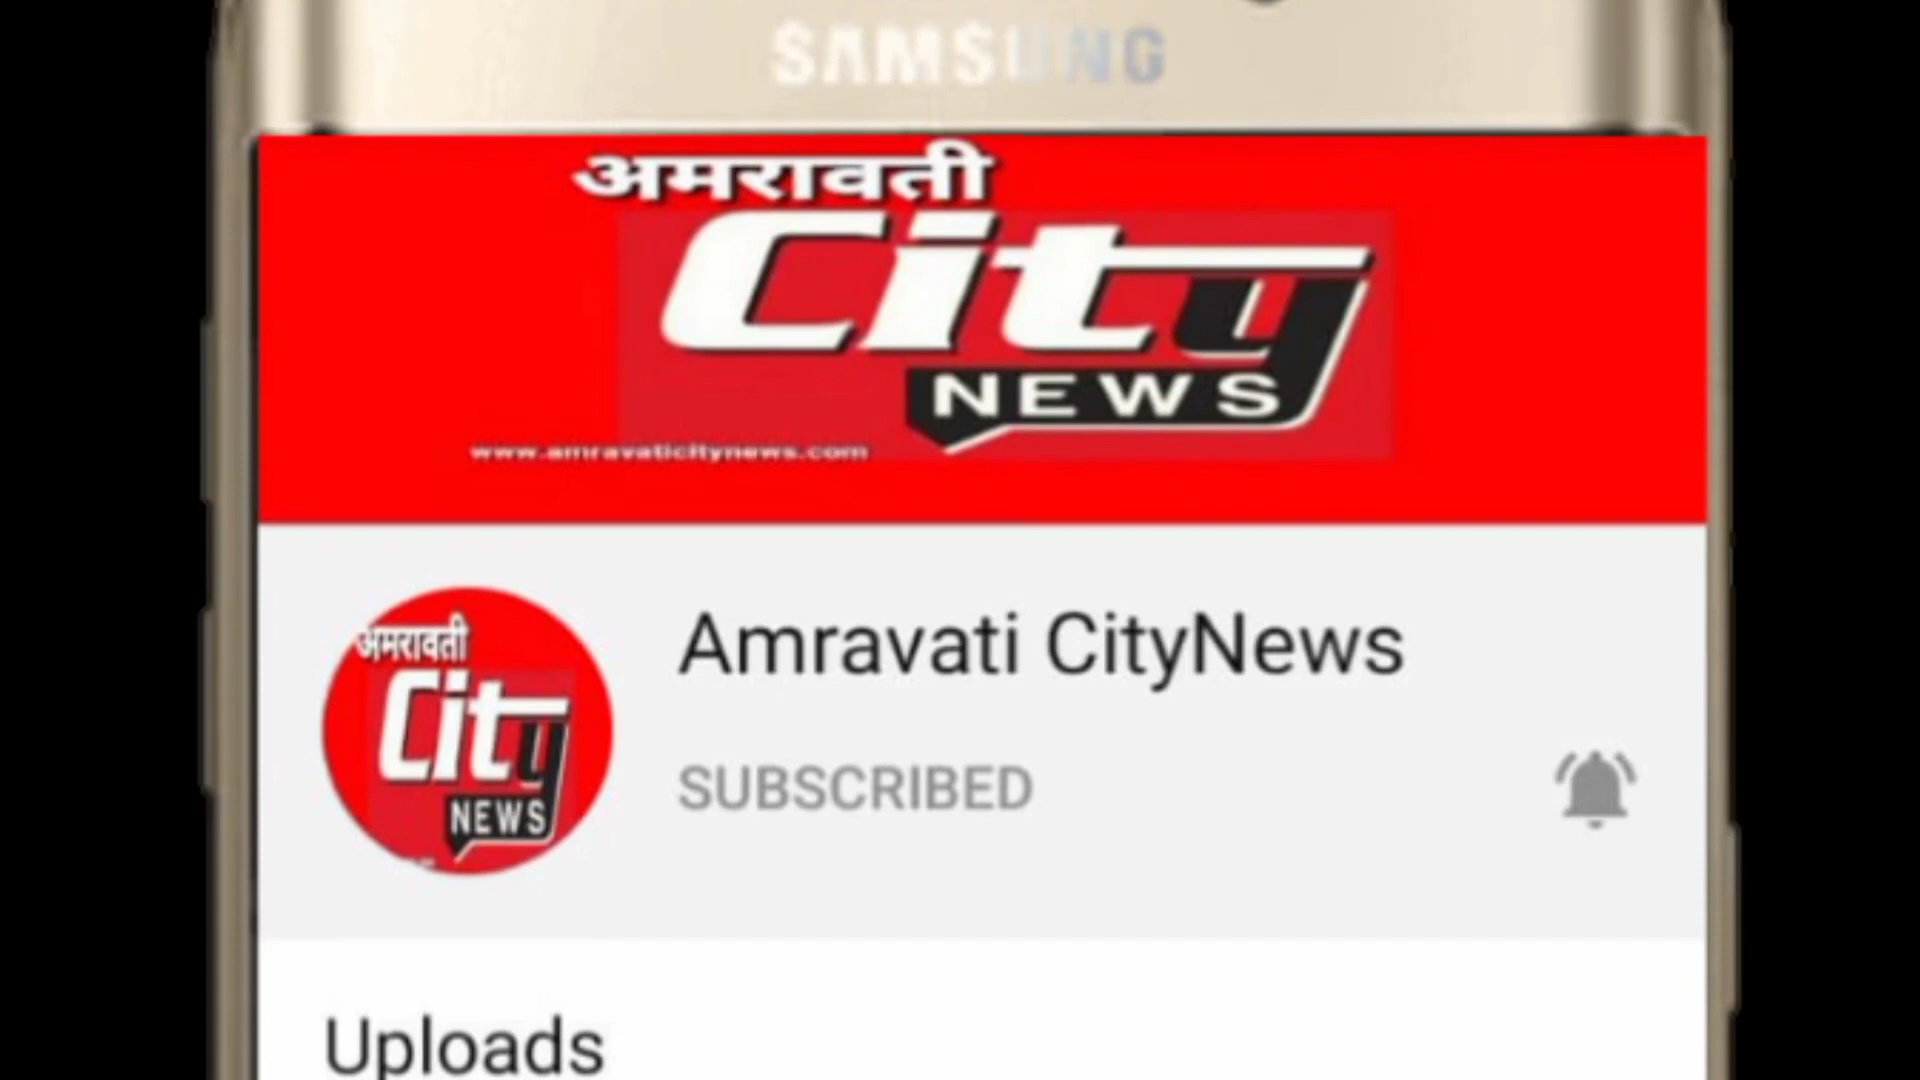 SAMSUNG
अमरावती
City
NEWS
www.amravaticitynews.com
अमरावती
City
NEWS
Amravati CityNews
SUBSCRIBED
Uploads